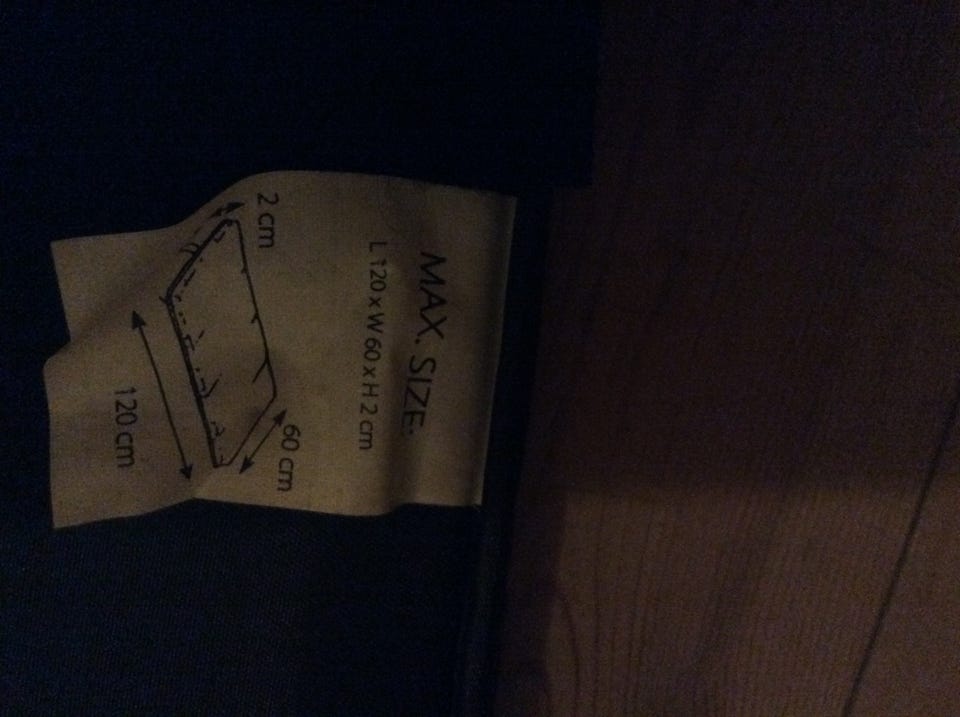 MAX. SIZE:
L 120 x W 60 x H 2 cm
2 cm
60 cm
120 cm